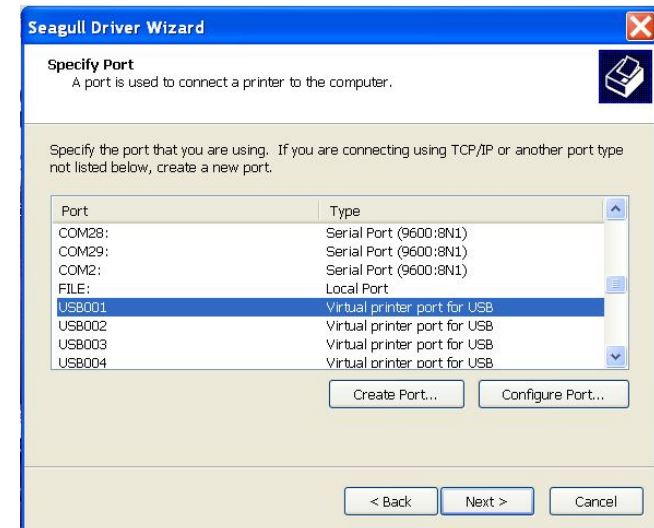 Seagull Driver Wizard
Specify Port
A port is used to connect a printer to the computer.
Specify the port that you are using. If you are connecting using TCP/IP or another port type
not listed below, create a new port.
Port Type
COM28: Serial Port (9600:8N1)
COM29: Serial Port (9600:8N1)
COM2: Serial Port (9600:8N1)
FILE: Local Port
USB001 Virtual printer port for USB
USB002 Virtual printer port for USB
USB003 Virtual printer port for USB
USB004 Virtual printer port for USB
Create Port... Configure Port...
< Back Next > Cancel